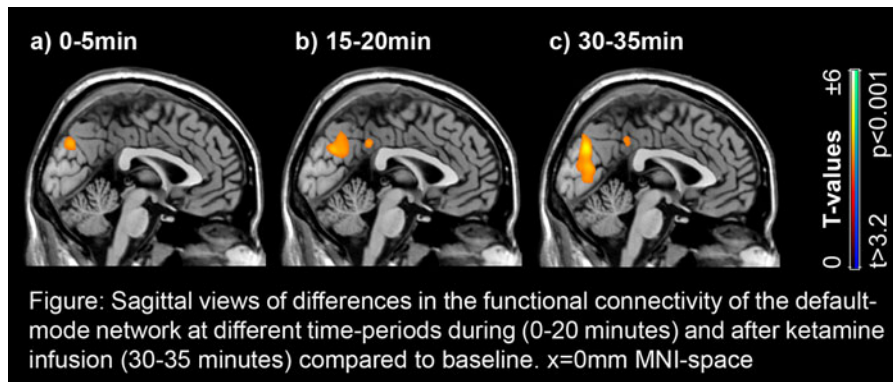 a) 0-5min
b) 15-20min
c) 30-35min
0 T-values ±6
t>3.2 p<0.001
Figure: Sagittal views of differences in the functional connectivity of the default-
mode network at different time-periods during (0-20 minutes) and after ketamine
infusion (30-35 minutes) compared to baseline. x=0mm MNI-space